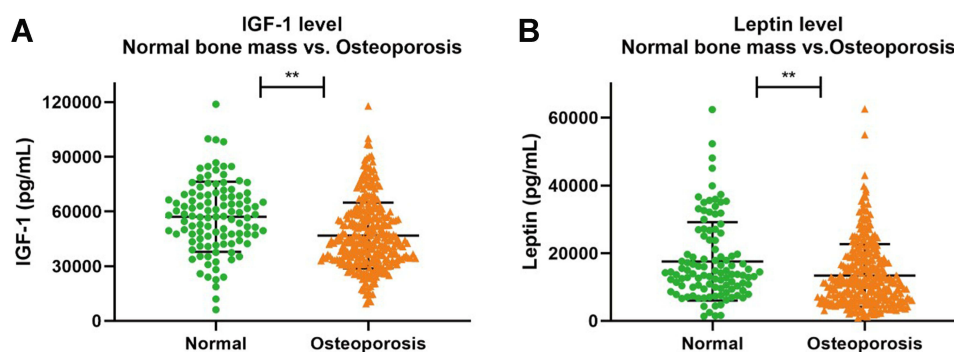 A
IGF-1 level
Normal bone mass vs. Osteoporosis
**
IGF-1 (pg/mL)
120000
90000
60000
30000
0
Normal
Osteoporosis
B
Leptin level
Normal bone mass vs.Osteoporosis
**
Leptin (pg/mL)
60000
40000
20000
0
Normal
Osteoporosis